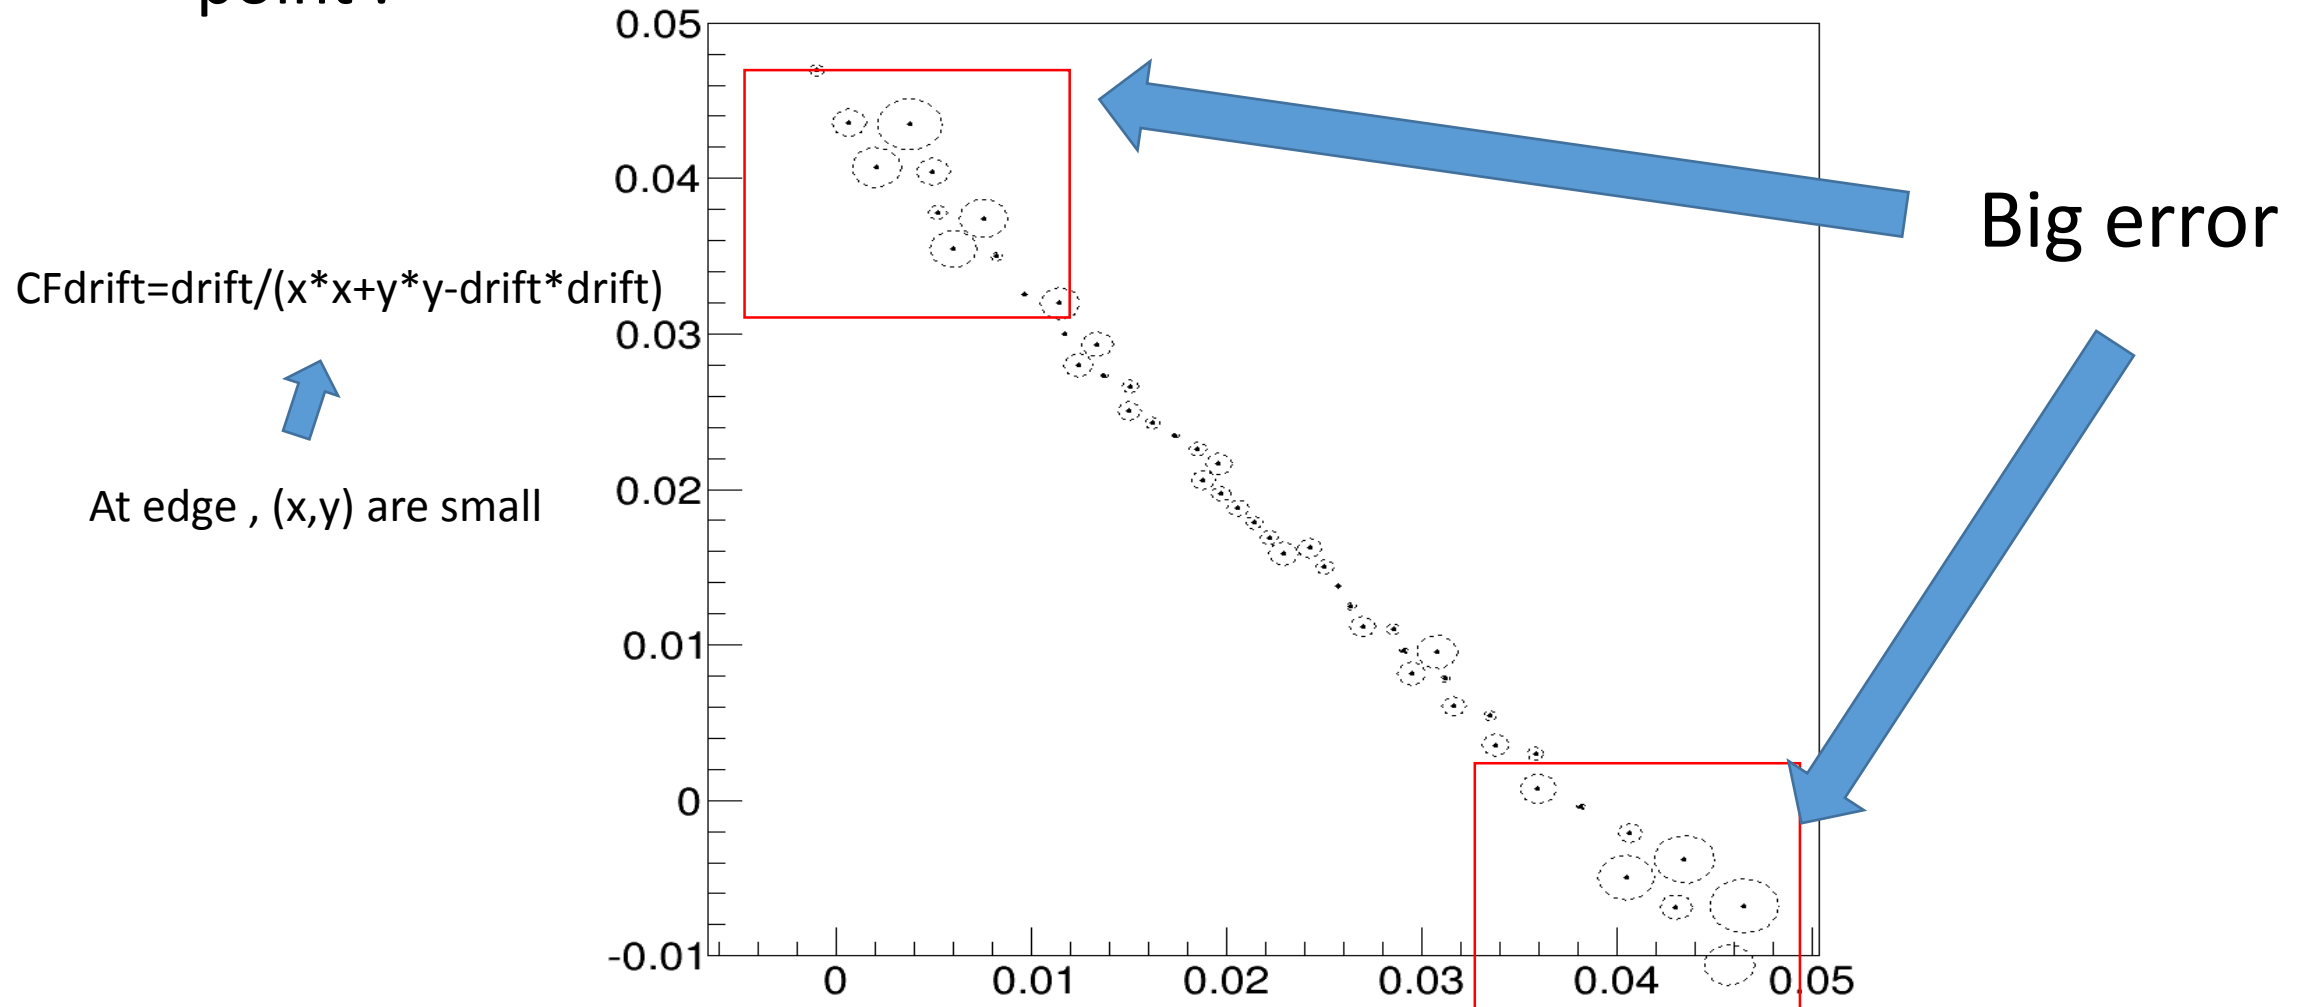 point .
0.05
0.04
Big error
CFdrift=drift/(x*x+y*y-drift*drift)
0.03
At edge , (x,y) are small
0.02
0.01
0
-0.01
0 0.01 0.02 0.03 0.04 0.05